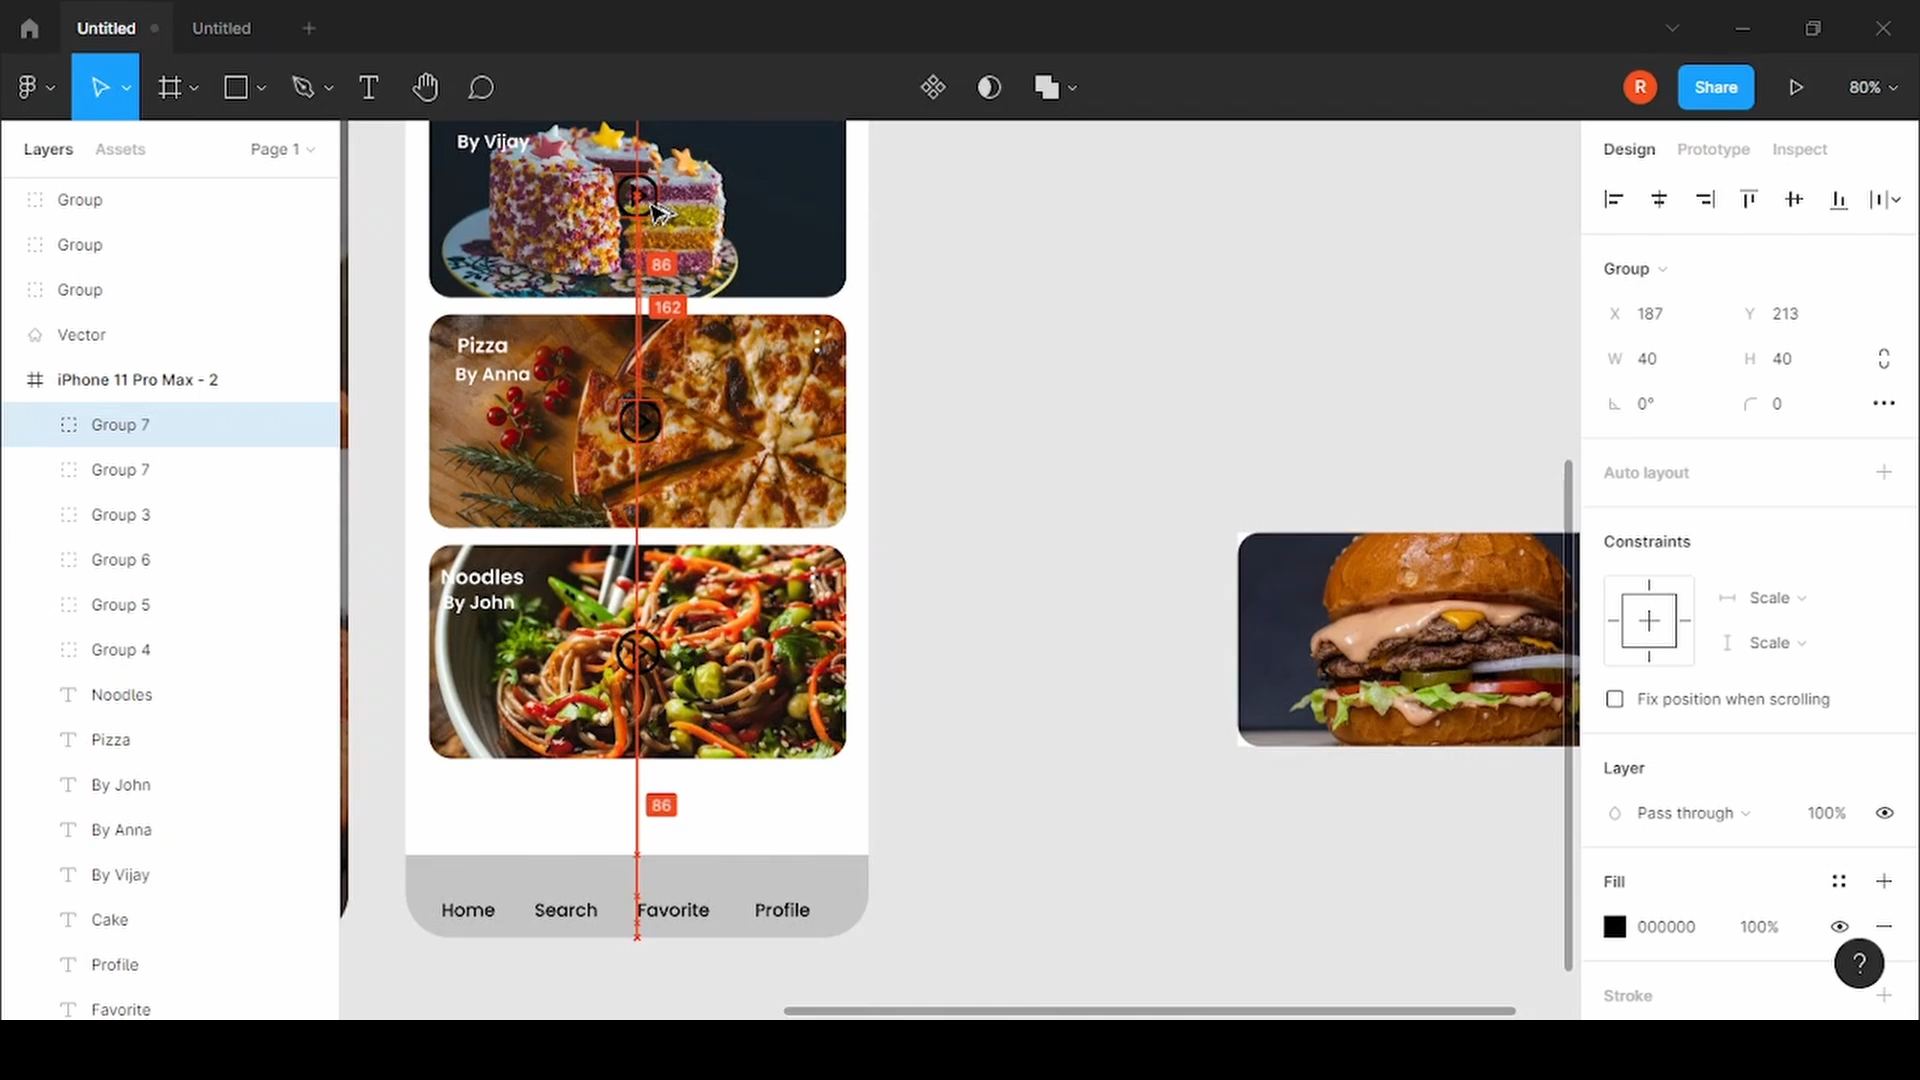 Untitled
Untitled
R
Share
80%
Layers
Assets
Page 1
Group
Group
Group
Vector
iPhone 11 Pro Max - 2
Group 7
Group 7
Group 3
Group 6
Group 5
Group 4
Noodles
Pizza
By John
By Anna
By Vijay
Cake
Profile
Favorite
By Vijay
86
162
Pizza
By Anna
Noodles
By John
86
Home
Search
Favorite
Profile
Design
Prototype
Inspect
Group
X 187
Y 213
W 40
H 40
0°
0
Auto layout
Constraints
Scale
Scale
Fix position when scrolling
Layer
Pass through
100%
Fill
000000
100%
?
Stroke